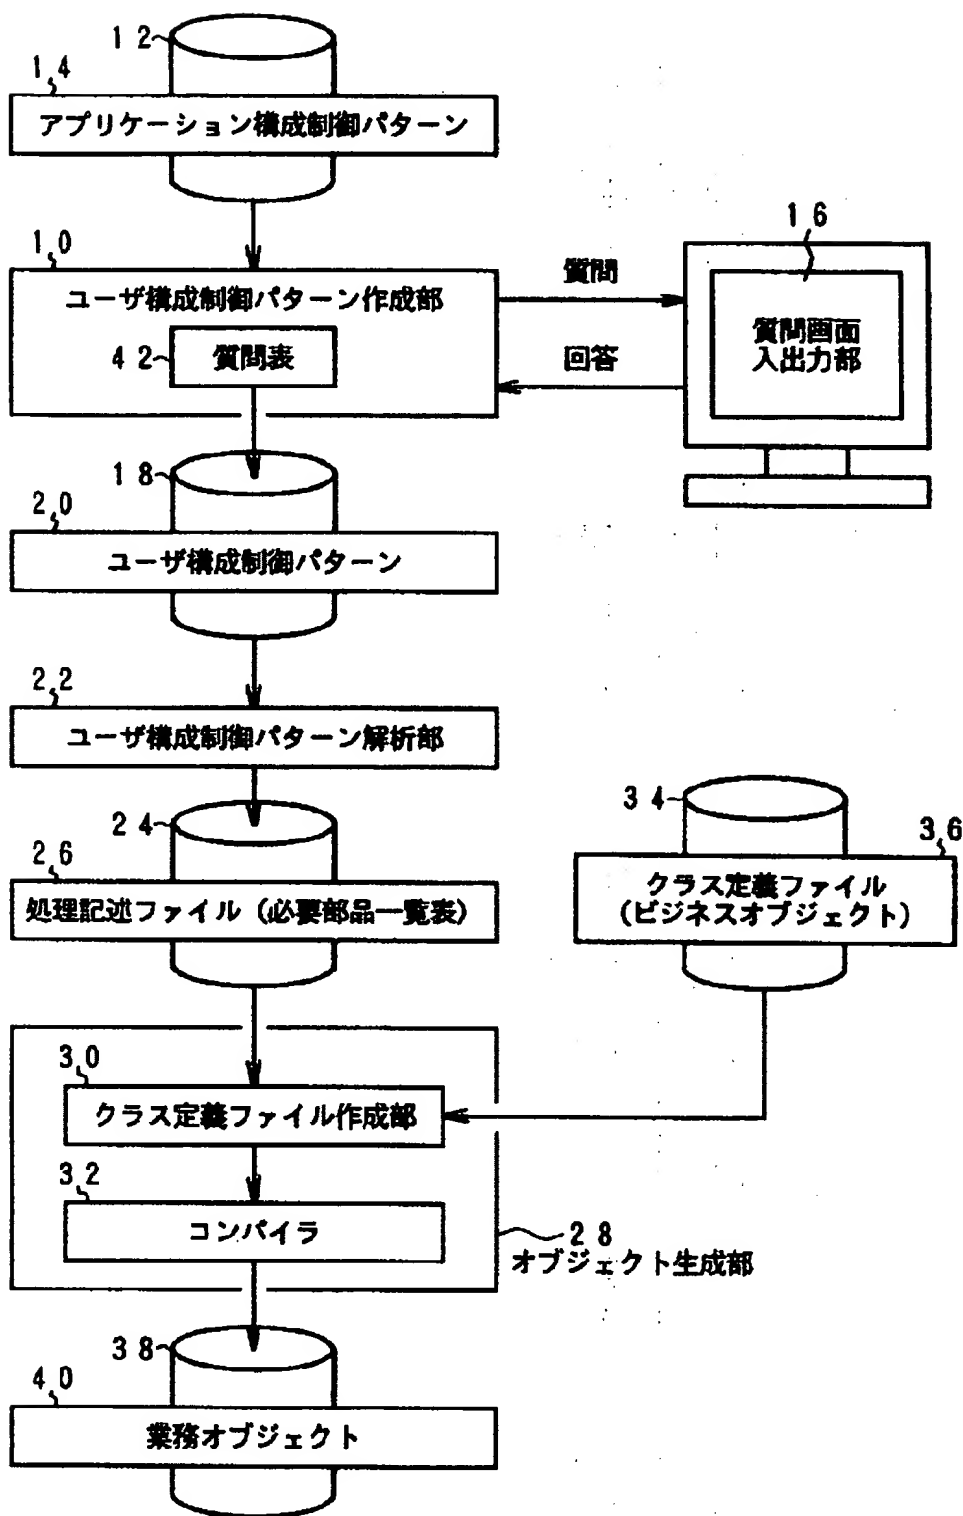 12
14
アプリケーション構成制御パターン
10
ユーザ構成制御パターン作成部
42
質問表
質問
回答
16
質問画面
入出力部
18
20
ユーザ構成制御パターン
22
ユーザ構成制御パターン解析部
24
26
処理記述ファイル(必要部品一覧表)
34
36
クラス定義ファイル
(ビジネスオブジェクト)
30
クラス定義ファイル作成部
32
コンパイラ
28
オブジェクト生成部
38
40
業務オブジェクト